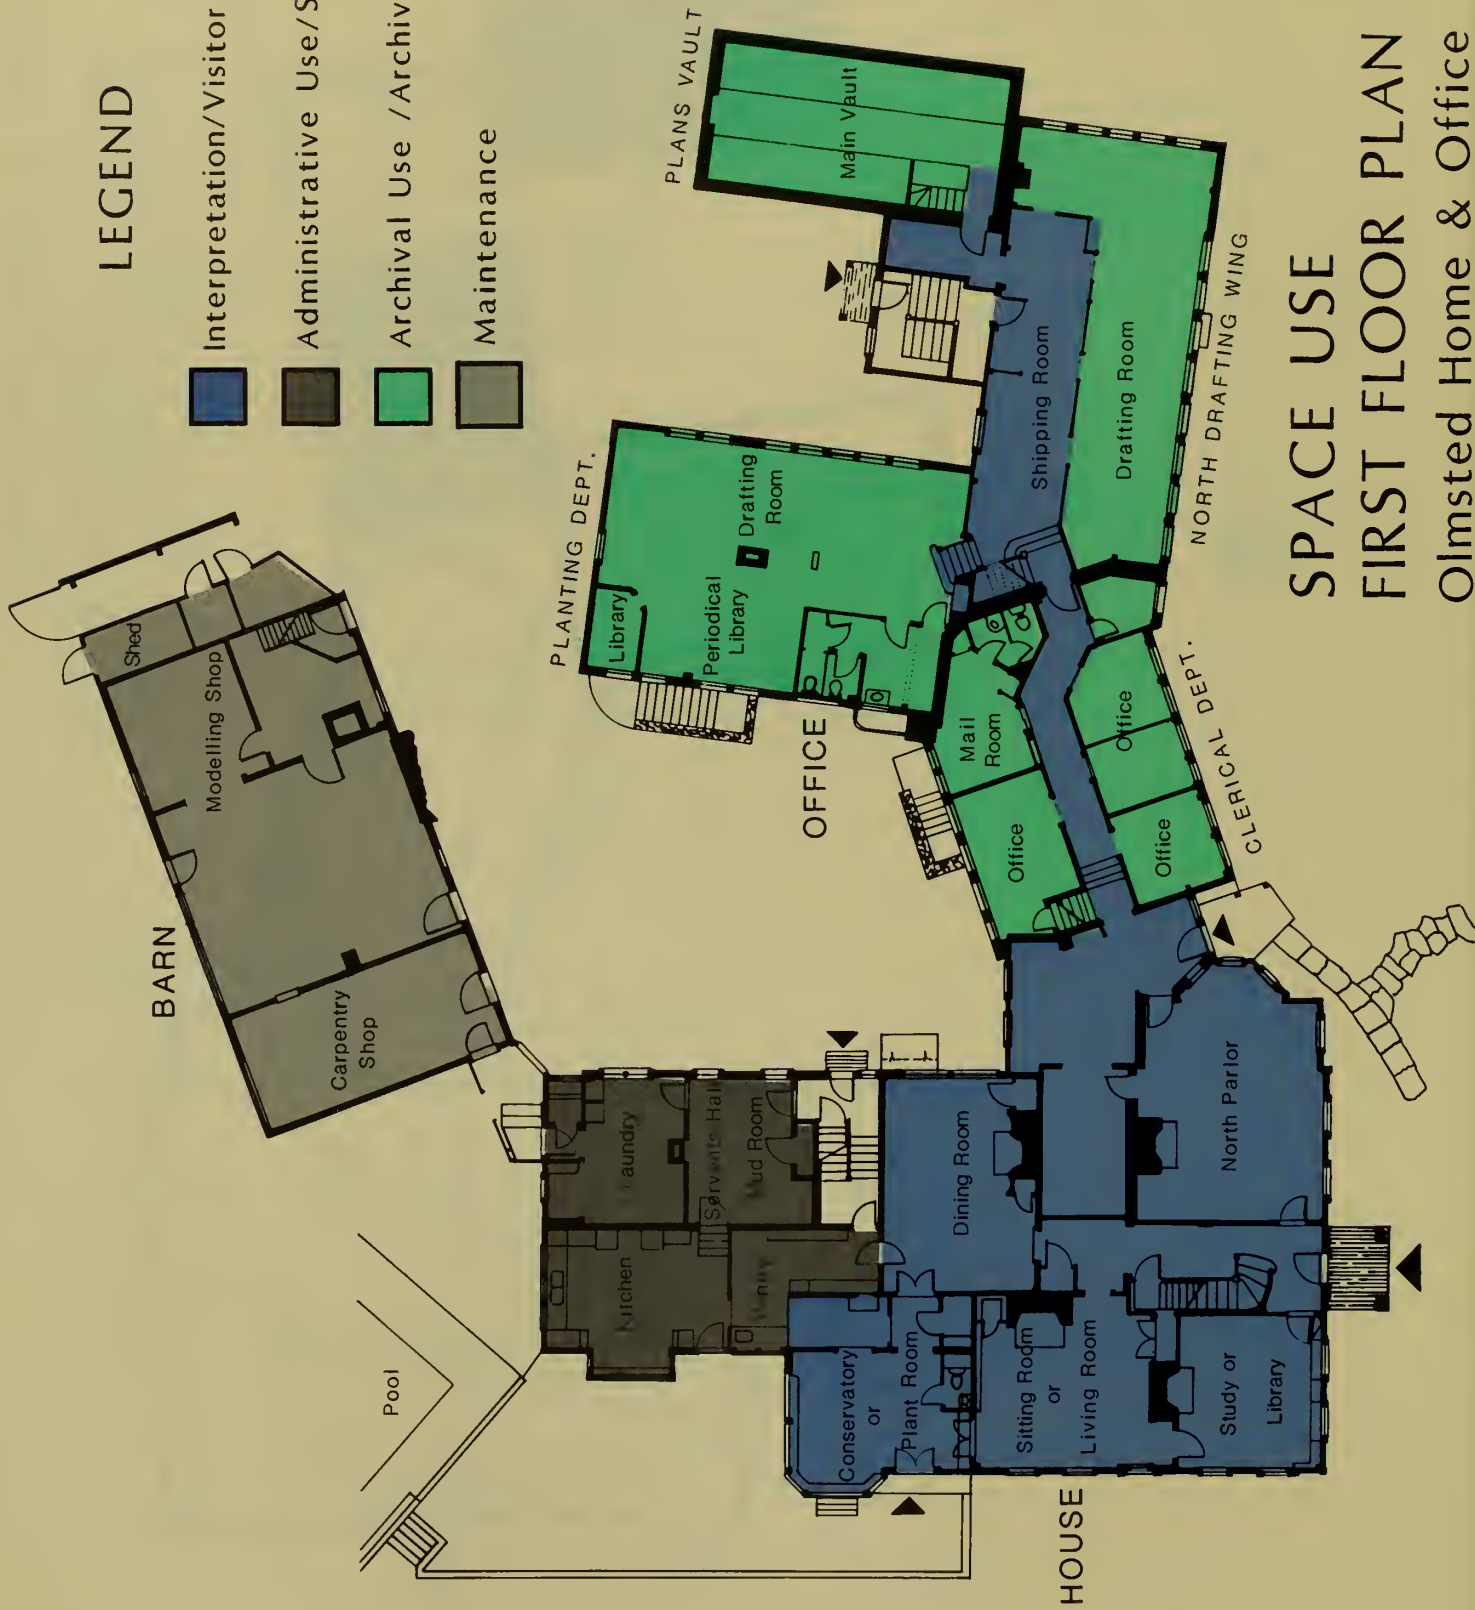 LEGEND
Interpretation/Visitor
Administrative Use/S
Archival Use /Archiv
Maintenance
BARN
Shed
Modelling Shop
Carpentry
Shop
PLANTING DEPT.
Library
Periodical
Library
Drafting
Room
PLANS VAULT
Main Vault
OFFICE
Mail
Room
Office
Office
Office
CLERICAL DEPT.
Shipping Room
Drafting Room
NORTH DRAFTING WING
Pool
Kitchen
Laundry
Servents Hall
Mud Room
Dining Room
Conservatory
or
Plant Room
Sitting Room
or
Living Room
Study or
Library
North Parlor
HOUSE
SPACE USE
FIRST FLOOR PLAN
Olmsted Home & Office